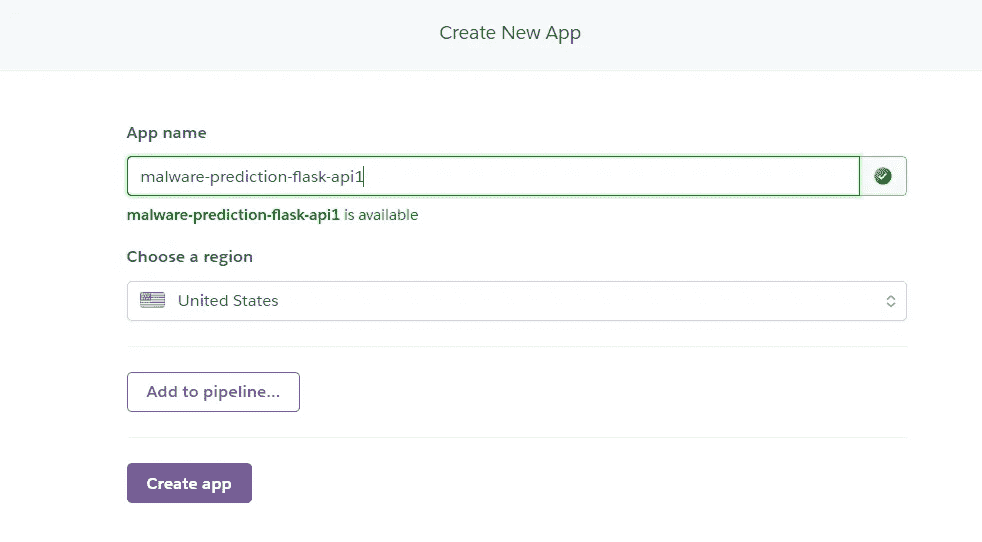 Create New App
App name
malware-prediction-flask-api1
malware-prediction-flask-api1 is available
Choose a region
United States
Add to pipeline...
Create app